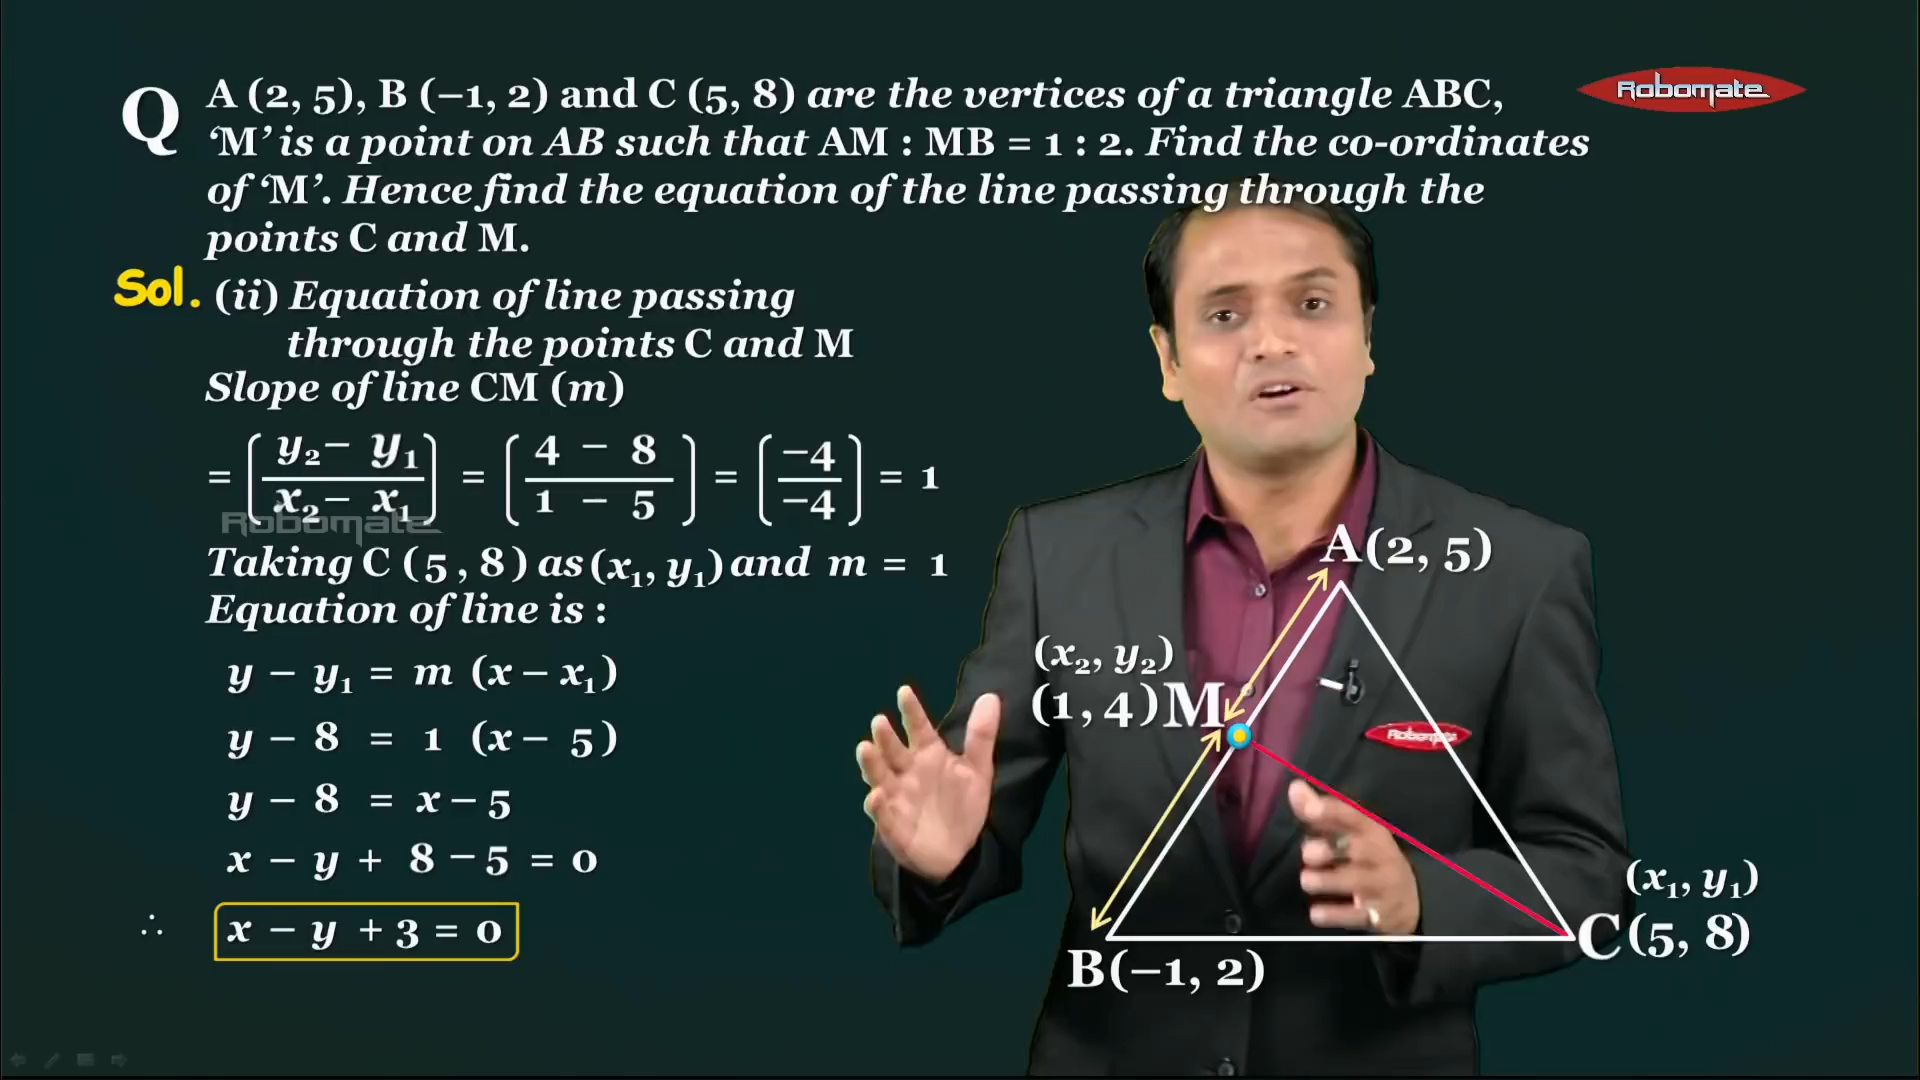 Q A (2, 5), B (–1, 2) and C (5, 8) are the vertices of a triangle ABC,
‘M’ is a point on AB such that AM : MB = 1 : 2. Find the co-ordinates
of ‘M’. Hence find the equation of the line passing through the
points C and M.
Robomate
Sol. (ii) Equation of line passing
through the points C and M
Slope of line CM (m)
= (y₂ – y₁ / x₂ – x₁) = (4 – 8 / 1 – 5) = (–4 / –4) = 1
Robomate
Taking C (5, 8) as (x₁, y₁) and m = 1
Equation of line is :
y – y₁ = m (x – x₁)
y – 8 = 1 (x – 5)
y – 8 = x – 5
x – y + 8 – 5 = 0
∴ x – y + 3 = 0
A(2, 5)
(x₂, y₂)
(1, 4)M
Robomate
(x₁, y₁)
C(5, 8)
B(–1, 2)